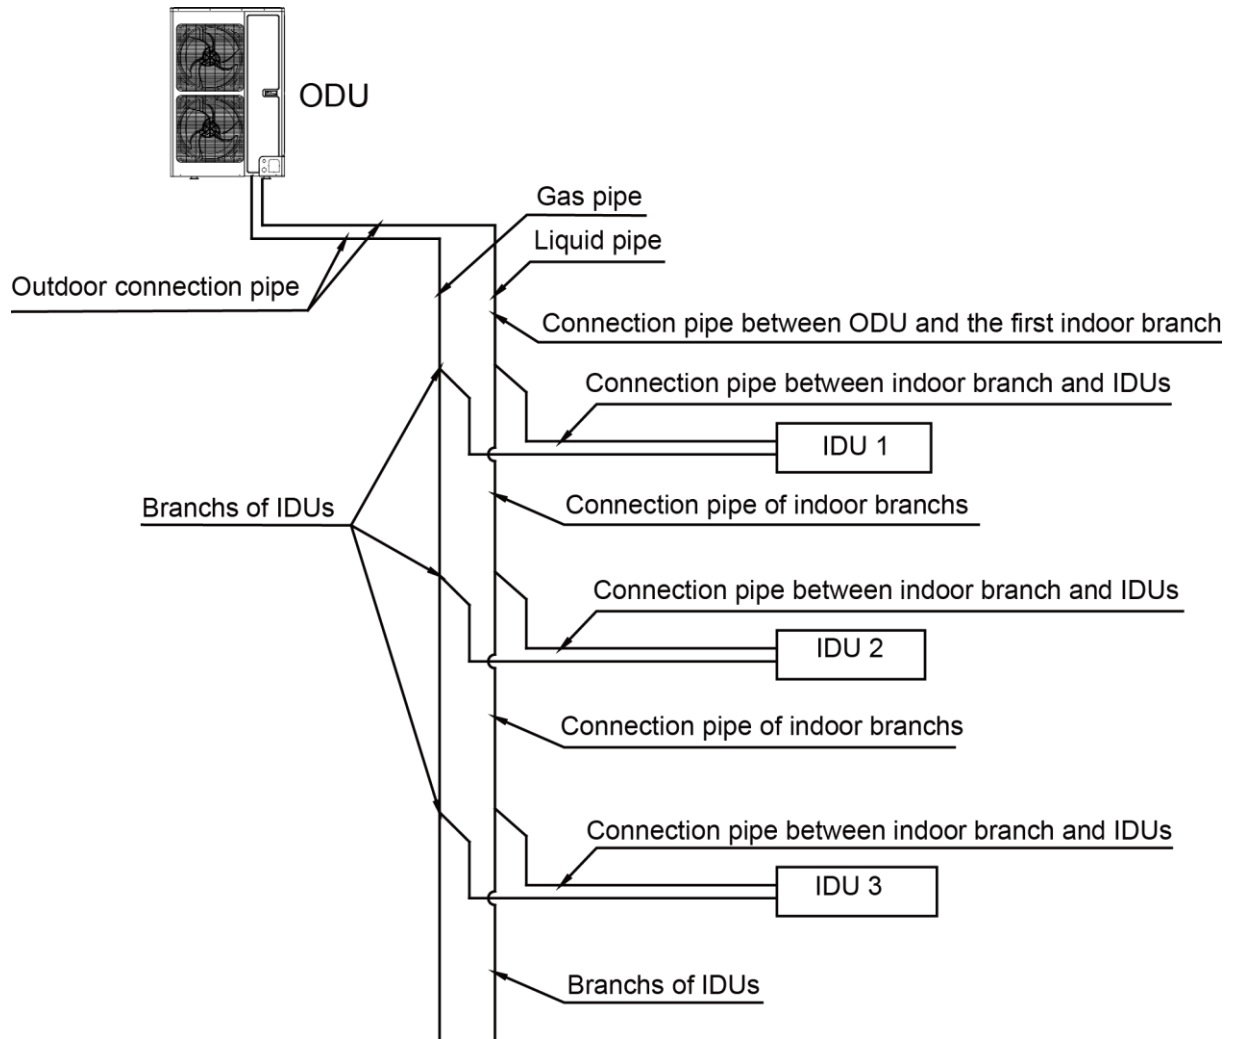 ODU
Gas pipe
Liquid pipe
Outdoor connection pipe
Connection pipe between ODU and the first indoor branch
Connection pipe between indoor branch and IDUs
IDU 1
Branchs of IDUs
Connection pipe of indoor branchs
Connection pipe between indoor branch and IDUs
IDU 2
Connection pipe of indoor branchs
Connection pipe between indoor branch and IDUs
IDU 3
Branchs of IDUs